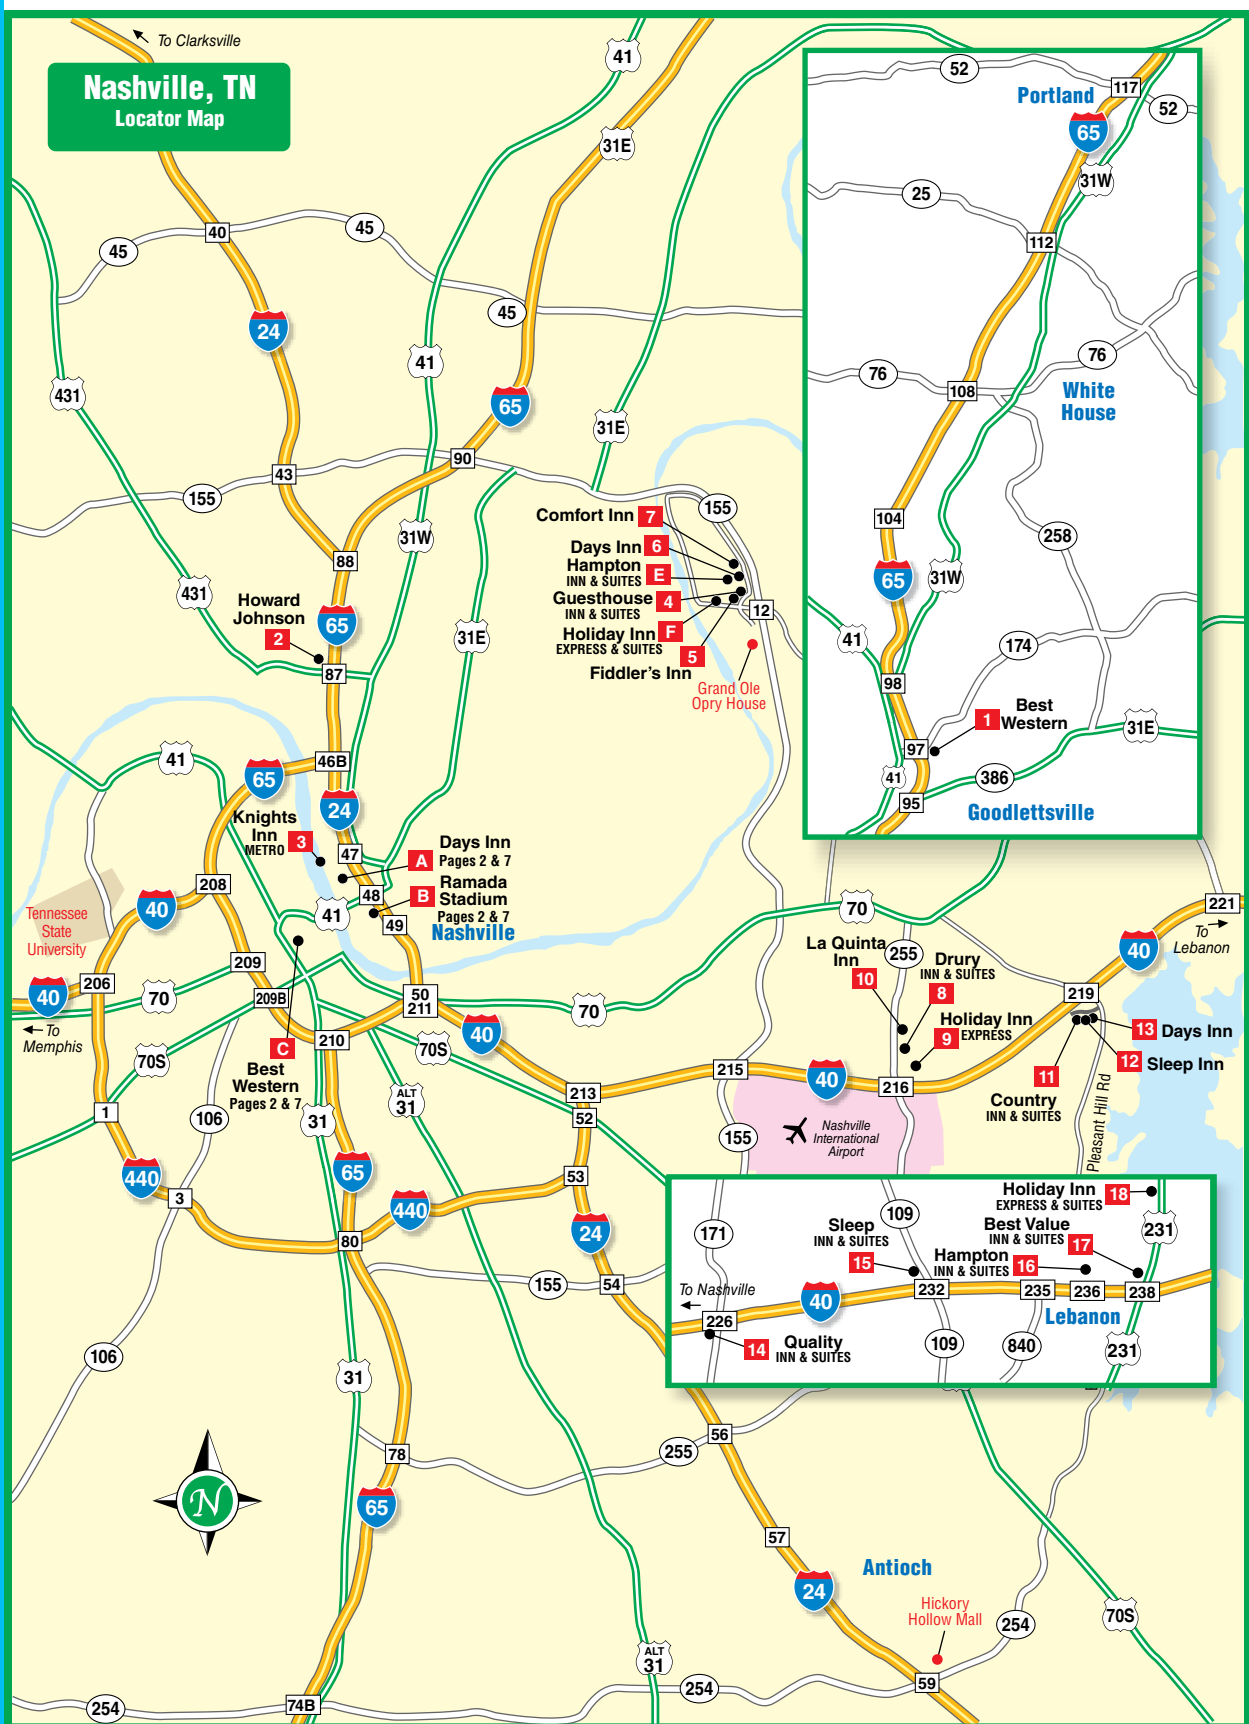 To Clarksville
Nashville, TN
Locator Map
41
31E
45
40
45
45
24
41
65
431
31E
43
90
155
155
31W
88
431
Comfort Inn 7
Days Inn 6
Hampton E
INN & SUITES
Guesthouse 4
INN & SUITES
Holiday Inn F
EXPRESS & SUITES
5
Fiddler's Inn
12
Grand Ole
Opry House
Howard
Johnson
2
65
31E
87
52
Portland
117
52
65
31W
25
112
76
76
108
White
House
104
258
65
31W
41
174
98
1 Best
Western
97
31E
41
386
95
Goodlettsville
41
65
46B
24
Knights
Inn
METRO
3
47
A Days Inn
Pages 2 & 7
B Ramada
Stadium
Pages 2 & 7
48
49
41
Nashville
208
40
Tennessee
State
University
209
206
40
70
209B
50
211
To
Memphis
70S
C
Best
Western
Pages 2 & 7
210
70S
40
70
70
221
To
Lebanon
40
La Quinta
Inn
10
255
Drury
INN & SUITES
8
Holiday Inn
9 EXPRESS
219
13 Days Inn
12 Sleep Inn
11
Country
INN & SUITES
Pleasant Hill Rd
215
40
216
213
52
1
106
31
ALT
31
155
Nashville
International
Airport
440
3
65
440
53
24
80
155
54
171
109
Sleep
INN & SUITES
15
Holiday Inn
EXPRESS & SUITES
18
Best Value
INN & SUITES
17
Hampton
INN & SUITES
16
231
To Nashville
40
232
235
236
238
226
Lebanon
14 Quality
INN & SUITES
109
840
231
106
31
56
255
78
N
65
57
24
Antioch
Hickory
Hollow Mall
254
70S
ALT
31
254
74B
254
59